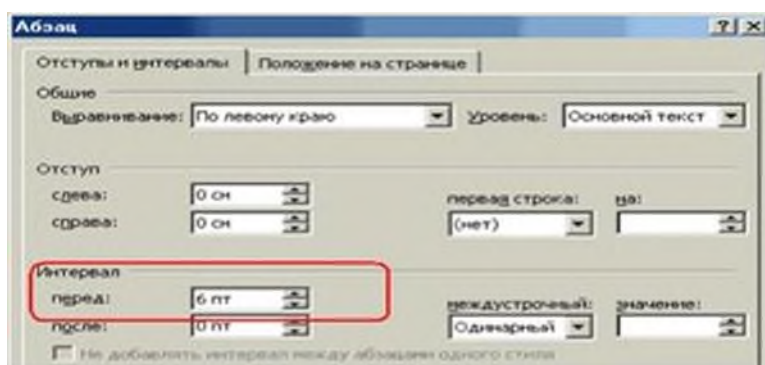 Абзац
Отступы и интервалы Положение на странице
Общие
Выравнивание: По левому краю Уровень: Основной текст
Отступ
слева: 0 см первая строка: на:
справа: 0 см (нет)
Интервал
перед: 6 пт междустрочный: значение:
после: 0 пт Одинарный
Не добавлять интервал между абзацами одного стиля